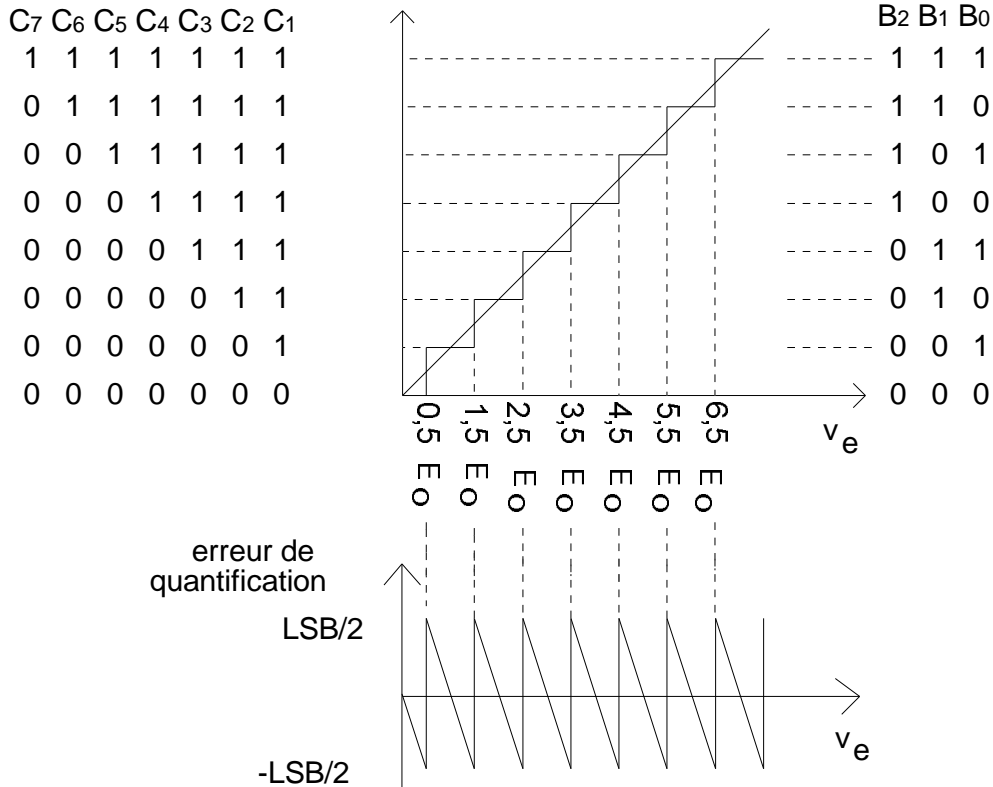 C7 C6 C5 C4 C3 C2 C1
B2 B1 B0
1 1 1 1 1 1 1
1 1 1
0 1 1 1 1 1 1
1 1 0
0 0 1 1 1 1 1
1 0 1
0 0 0 1 1 1 1
1 0 0
0 0 0 0 1 1 1
0 1 1
0 0 0 0 0 1 1
0 1 0
0 0 0 0 0 0 1
0 0 1
0 0 0 0 0 0 0
0 0 0
0,5 Eo
1,5 Eo
2,5 Eo
3,5 Eo
4,5 Eo
5,5 Eo
6,5 Eo
ve
erreur de
quantification
LSB/2
ve
-LSB/2